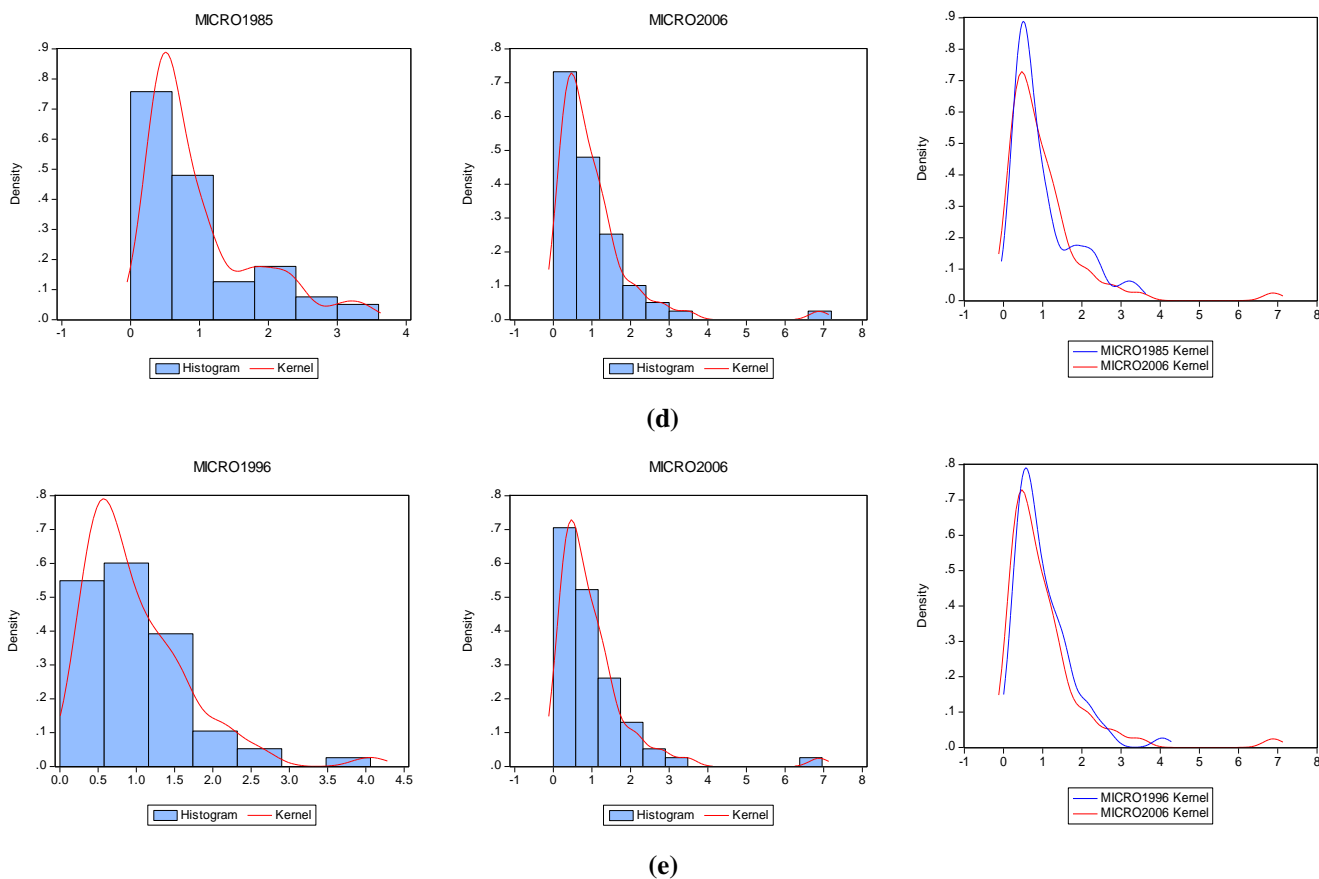 MICRO1985
MICRO2006
Density
.9
.8
.7
.6
.5
.4
.3
.2
.1
.0
-1 0 1 2 3 4
Histogram Kernel
Density
.8
.7
.6
.5
.4
.3
.2
.1
.0
-1 0 1 2 3 4 5 6 7 8
Histogram Kernel
Density
.9
.8
.7
.6
.5
.4
.3
.2
.1
.0
-1 0 1 2 3 4 5 6 7 8
MICRO1985 Kernel
MICRO2006 Kernel
(d)
MICRO1996
MICRO2006
Density
.8
.7
.6
.5
.4
.3
.2
.1
.0
0.0 0.5 1.0 1.5 2.0 2.5 3.0 3.5 4.0 4.5
Histogram Kernel
Density
.8
.7
.6
.5
.4
.3
.2
.1
.0
-1 0 1 2 3 4 5 6 7 8
Histogram Kernel
Density
.8
.7
.6
.5
.4
.3
.2
.1
.0
-1 0 1 2 3 4 5 6 7 8
MICRO1996 Kernel
MICRO2006 Kernel
(e)